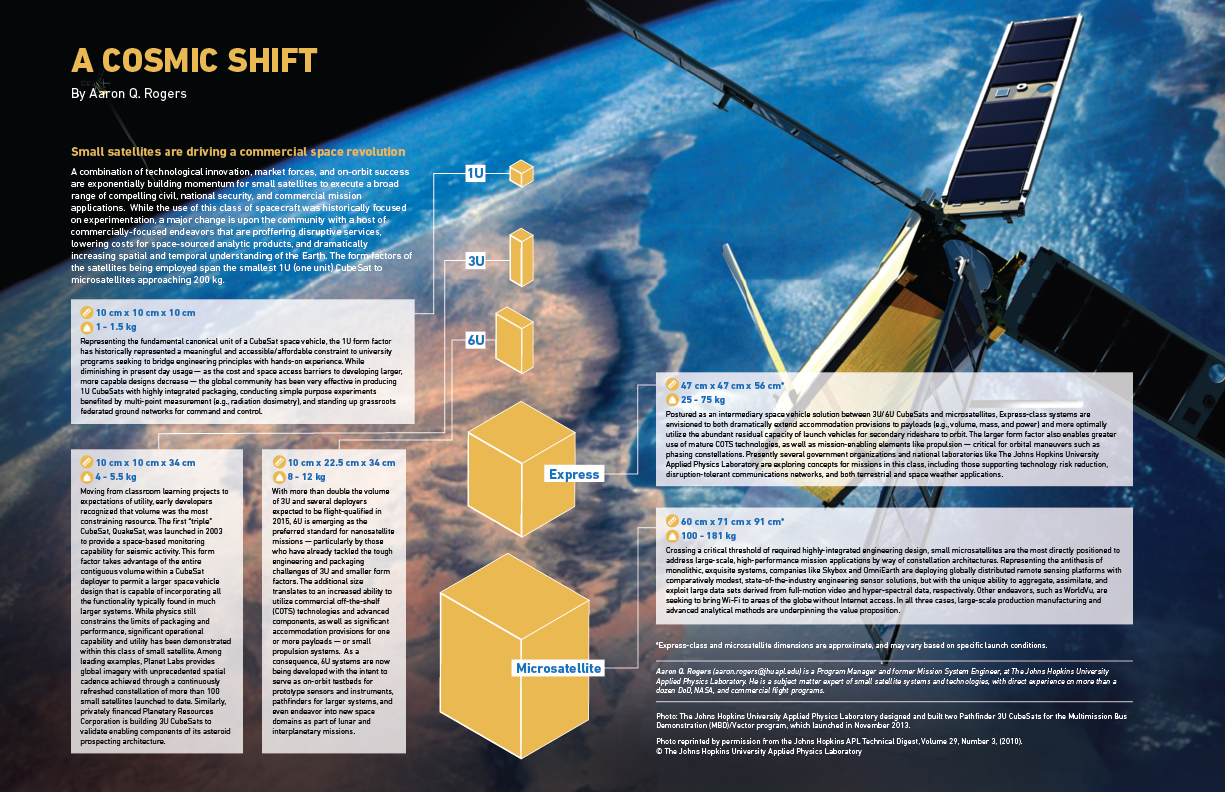 A COSMIC SHIFT
By Aaron Q. Rogers
Small satellites are driving a commercial space revolution
A combination of technological innovation, market forces, and on-orbit success
are exponentially building momentum for small satellites to execute a broad
range of compelling civil, national security, and commercial mission
applications. While the use of this class of spacecraft was historically focused
on experimentation, a major change is upon the community with a host of
commercially-focused endeavors that are proffering disruptive services,
lowering costs for space-sourced analytic products, and dramatically
increasing spatial and temporal understanding of the Earth. The form factors of
the satellites being employed span the smallest 1U (one unit) CubeSat to
microsatellites approaching 200 kg.
1U
3U
6U
Express
Microsatellite
10 cm x 10 cm x 10 cm
1 - 1.5 kg
Representing the fundamental canonical unit of a CubeSat space vehicle, the 1U form factor
has historically represented a meaningful and accessible/affordable constraint to university
programs seeking to bridge engineering principles with hands-on experience. While
diminishing in present day usage — as the cost and space access barriers to developing larger,
more capable designs decrease — the global community has been very effective in producing
1U CubeSats with highly integrated packaging, conducting simple purpose experiments
benefited by multi-point measurement (e.g., radiation dosimetry), and standing up grassroots
federated ground networks for command and control.
10 cm x 10 cm x 34 cm
4 - 5.5 kg
Moving from classroom learning projects to
expectations of utility, early developers
recognized that volume was the most
constraining resource. The first "triple"
CubeSat, QuakeSat, was launched in 2003
to provide a space-based monitoring
capability for seismic activity. This form
factor takes advantage of the entire
contiguous volume within a CubeSat
deployer to permit a larger space vehicle
design that is capable of incorporating all
the functionality typically found in much
larger systems. While physics still
constrains the limits of packaging and
performance, significant operational
capability and utility has been demonstrated
within this class of small satellite. Among
leading examples, Planet Labs provides
global imagery with unprecedented spatial
cadence achieved through a continuously
refreshed constellation of more than 100
small satellites launched to date. Similarly,
privately financed Planetary Resources
Corporation is building 3U CubeSats to
validate enabling components of its asteroid
prospecting architecture.
10 cm x 22.5 cm x 34 cm
8 - 12 kg
With more than double the volume
of 3U and several deployers
expected to be flight-qualified in
2015, 6U is emerging as the
preferred standard for nanosatellite
missions — particularly by those
who have already tackled the tough
engineering and packaging
challenges of 3U and smaller form
factors. The additional size
translates to an increased ability to
utilize commercial off-the-shelf
(COTS) technologies and advanced
components, as well as significant
accommodation provisions for one
or more payloads — or small
propulsion systems. As a
consequence, 6U systems are now
being developed with the intent to
serve as on-orbit testbeds for
prototype sensors and instruments,
pathfinders for larger systems, and
even endeavor into new space
domains as part of lunar and
interplanetary missions.
47 cm x 47 cm x 56 cm*
25 - 75 kg
Postured as an intermediary space vehicle solution between 3U/6U CubeSats and microsatellites, Express-class systems are
envisioned to both dramatically extend accommodation provisions to payloads (e.g., volume, mass, and power) and more optimally
utilize the abundant residual capacity of launch vehicles for secondary rideshare to orbit. The larger form factor also enables greater
use of mature COTS technologies, as well as mission-enabling elements like propulsion — critical for orbital maneuvers such as
phasing constellations. Presently several government organizations and national laboratories like The Johns Hopkins University
Applied Physics Laboratory are exploring concepts for missions in this class, including those supporting technology risk reduction,
disruption-tolerant communications networks, and both terrestrial and space weather applications.
60 cm x 71 cm x 91 cm*
100 - 181 kg
Crossing a critical threshold of required highly-integrated engineering design, small microsatellites are the most directly positioned to
address large-scale, high-performance mission applications by way of constellation architectures. Representing the antithesis of
monolithic, exquisite systems, companies like Skybox and OmniEarth are deploying globally distributed remote sensing platforms with
comparatively modest, state-of-the-industry engineering sensor solutions, but with the unique ability to aggregate, assimilate, and
exploit large data sets derived from full-motion video and hyper-spectral data, respectively. Other endeavors, such as WorldVu, are
seeking to bring Wi-Fi to areas of the globe without Internet access. In all three cases, large-scale production manufacturing and
advanced analytical methods are underpinning the value proposition.
*Express-class and microsatellite dimensions are approximate, and may vary based on specific launch conditions.
Aaron Q. Rogers (aaron.rogers@jhuapl.edu) is a Program Manager and former Mission System Engineer, at The Johns Hopkins University
Applied Physics Laboratory. He is a subject matter expert of small satellite systems and technologies, with direct experience on more than a
dozen DoD, NASA, and commercial flight programs.
Photo: The Johns Hopkins University Applied Physics Laboratory designed and built two Pathfinder 3U CubeSats for the Multimission Bus
Demonstration (MBD)/Vector program, which launched in November 2013.
Photo reprinted by permission from the Johns Hopkins APL Technical Digest, Volume 29, Number 3, (2010).
© The Johns Hopkins University Applied Physics Laboratory